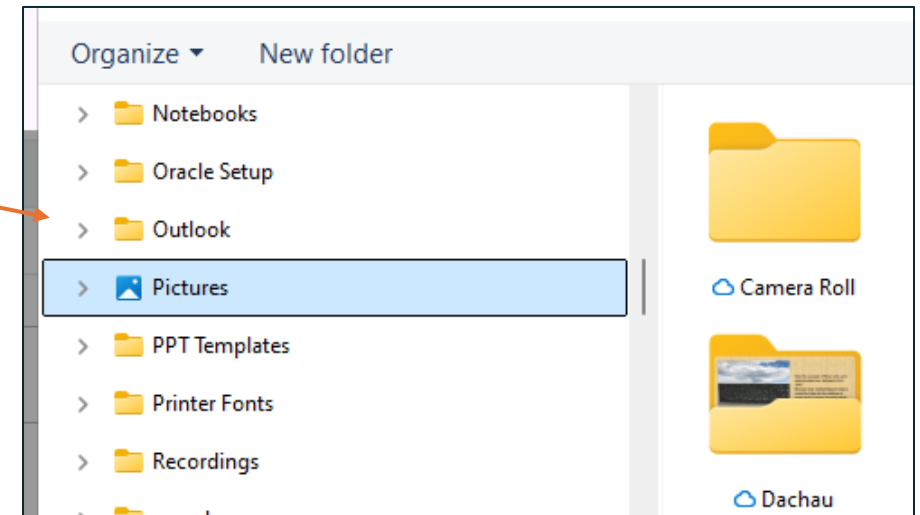 Organize New folder
Notebooks
Oracle Setup
Outlook
Pictures
PPT Templates
Printer Fonts
Recordings
Camera Roll
Dachau